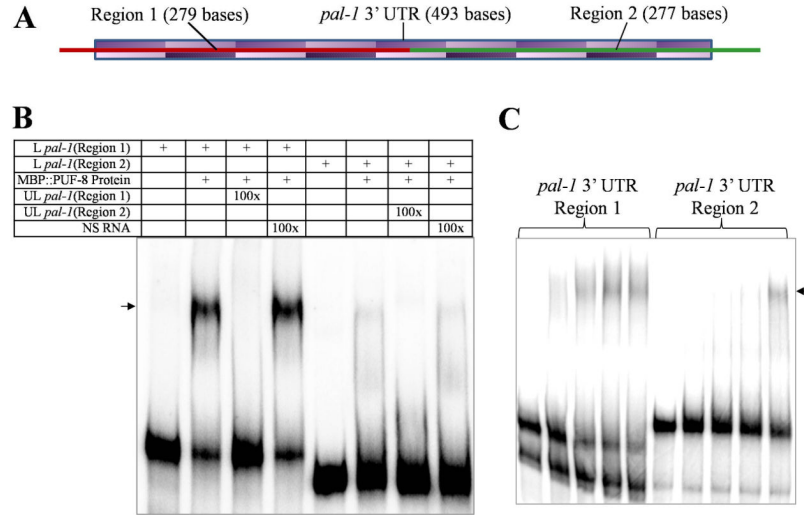 A
Region 1 (279 bases)
pal-1 3’ UTR (493 bases)
Region 2 (277 bases)
B
L pal-1(Region 1) + + + +
L pal-1(Region 2) + + + +
MBP::PUF-8 Protein + + + + + +
UL pal-1(Region 1) 100x
UL pal-1(Region 2) 100x
NS RNA 100x 100x
C
pal-1 3’ UTR
Region 1
pal-1 3’ UTR
Region 2